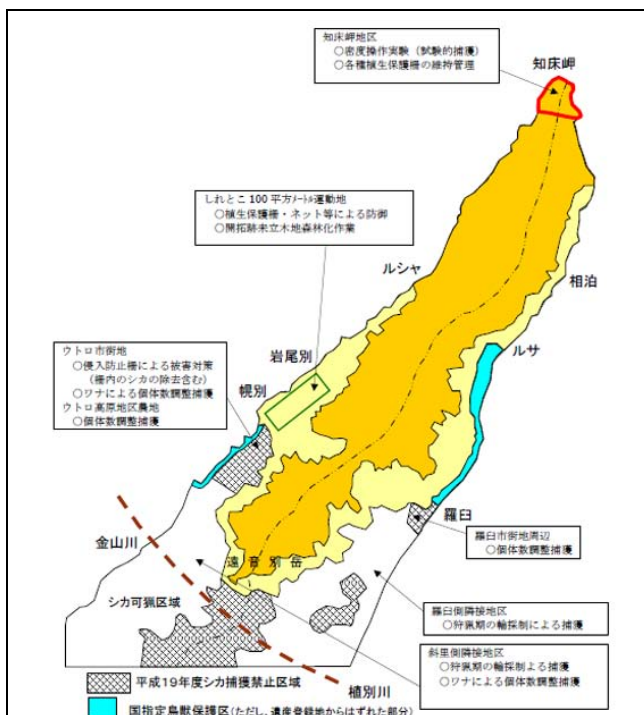 知床岬地区
○密度操作実験（試験的捕獲）
○各種植生保護柵の維持管理
知床岬
しれとこ100平方メートル運動地
○植生保護柵・ネット等による防御
○開拓跡未立木地森林化作業
ルシャ
相泊
ルサ
岩尾別
幌別
ウトロ市街地
○侵入防止柵による被害対策
（柵内のシカの除去含む）
○ワナによる個体数調整捕獲
ウトロ高原地区農地
○個体数調整捕獲
羅臼
羅臼市街地周辺
○個体数調整捕獲
金山川
遠音別岳
シカ可猟区域
羅臼側隣接地区
○狩猟期の輪採制による捕獲
斜里側隣接地区
○狩猟期の輪採制よる捕獲
○ワナによる個体数調整捕獲
植別川
平成19年度シカ捕獲禁止区域
国指定鳥獣保護区(ただし、遺産登録地からはずれた部分)